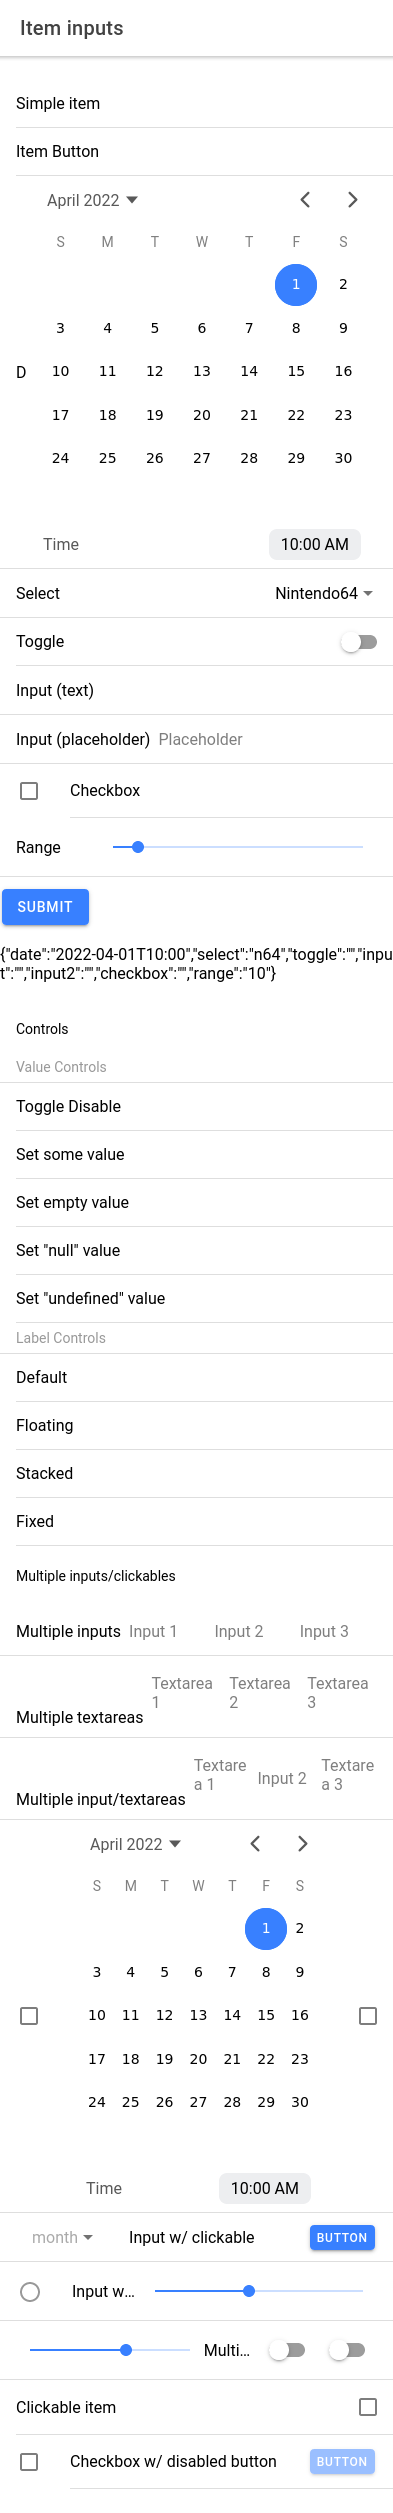 Item inputs
Simple item
Item Button
April 2022
S M T W T F S
1 2
3 4 5 6 7 8 9
D 10 11 12 13 14 15 16
17 18 19 20 21 22 23
24 25 26 27 28 29 30
Time 10:00 AM
Select Nintendo64
Toggle
Input (text)
Input (placeholder) Placeholder
Checkbox
Range
SUBMIT
{"date":"2022-04-01T10:00","select":"n64","toggle":"","inpu
t":"","input2":"","checkbox":"","range":"10"}
Controls
Value Controls
Toggle Disable
Set some value
Set empty value
Set "null" value
Set "undefined" value
Label Controls
Default
Floating
Stacked
Fixed
Multiple inputs/clickables
Multiple inputs Input 1 Input 2 Input 3
Textarea Textarea Textarea
1 2 3
Multiple textareas
Textare Input 2 Textare
a 1 a 3
Multiple input/textareas
April 2022
S M T W T F S
1 2
3 4 5 6 7 8 9
10 11 12 13 14 15 16
17 18 19 20 21 22 23
24 25 26 27 28 29 30
Time 10:00 AM
month Input w/ clickable BUTTON
Input w...
Multi...
Clickable item
Checkbox w/ disabled button BUTTON